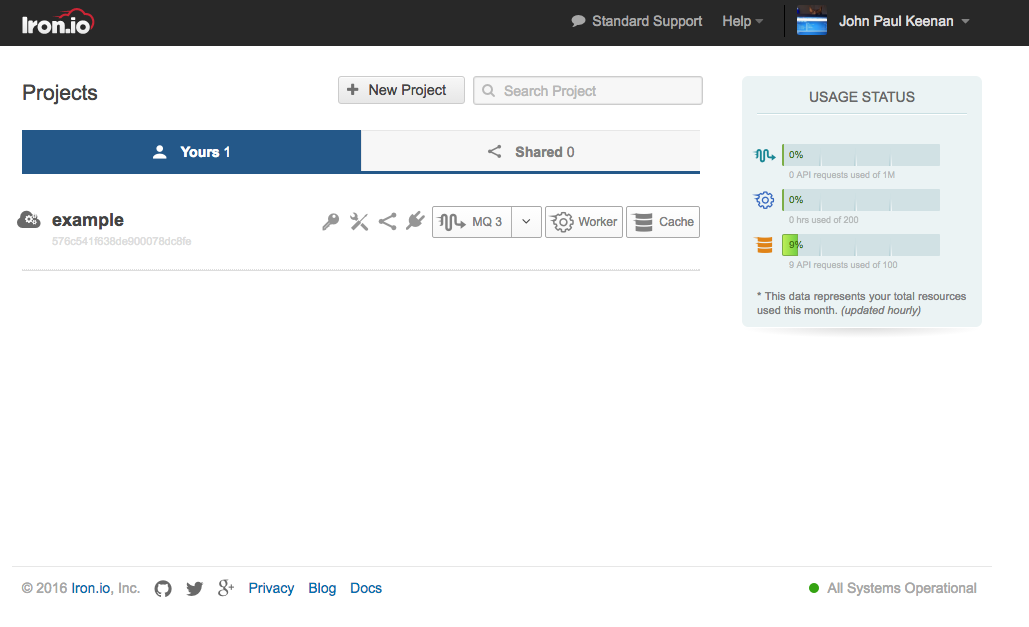 Iron.io
Standard Support
Help
John Paul Keenan
Projects
New Project
Search Project
Yours 1
Shared 0
example
576c541f638de900078dc8fe
MQ 3
Worker
Cache
USAGE STATUS
0%
0 API requests used of 1M
0%
0 hrs used of 200
9%
9 API requests used of 100
* This data represents your total resources
used this month. (updated hourly)
© 2016 Iron.io, Inc.
Privacy
Blog
Docs
All Systems Operational